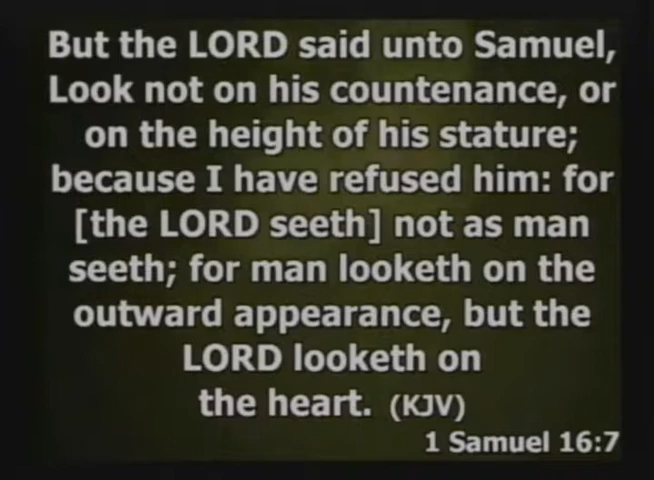 But the LORD said unto Samuel,
Look not on his countenance, or
on the height of his stature;
because I have refused him: for
[the LORD seeth] not as man
seeth; for man looketh on the
outward appearance, but the
LORD looketh on
the heart. (KJV)
1 Samuel 16:7